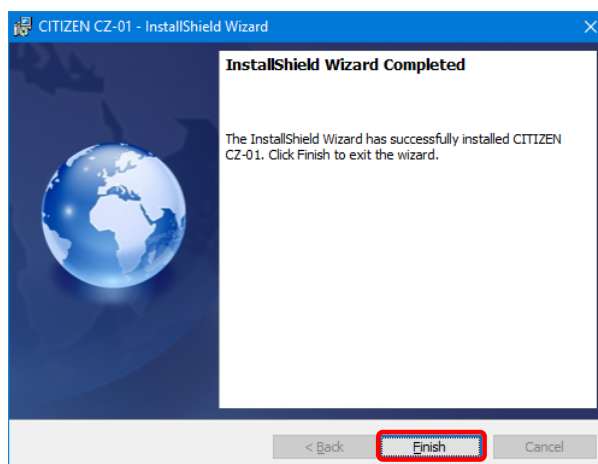 CITIZEN CZ-01 - InstallShield Wizard
InstallShield Wizard Completed
The InstallShield Wizard has successfully installed CITIZEN
CZ-01. Click Finish to exit the wizard.
< Back Finish Cancel